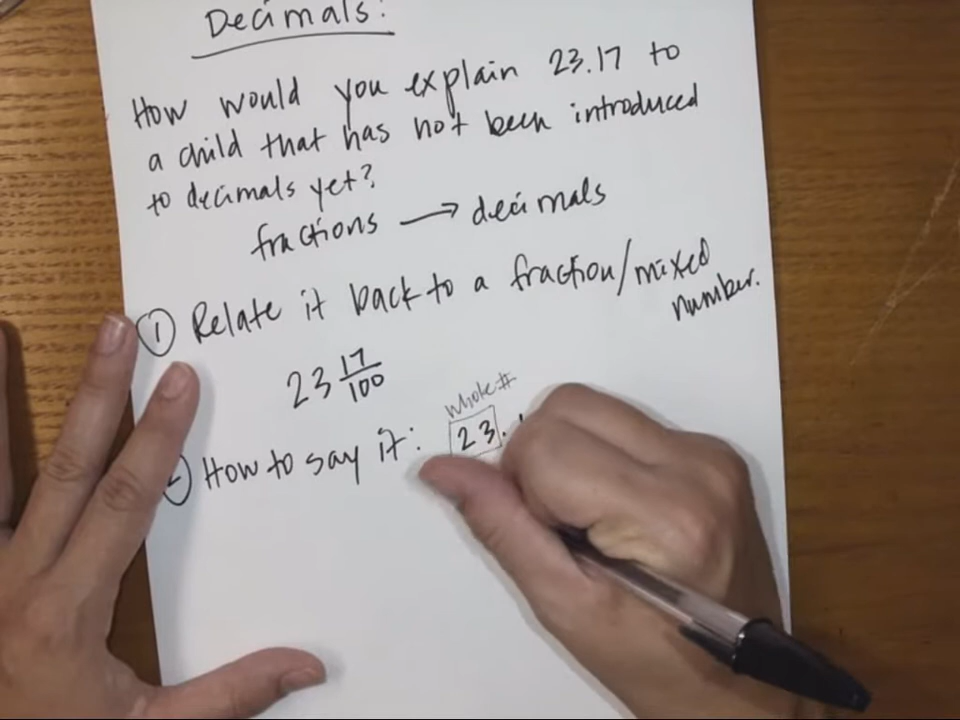 Decimals:
How would you explain 23.17 to
a child that has not been introduced
to decimals yet?
fractions → decimals
① Relate it back to a fraction/mixed
number.
23 17/100
Whole #
How to say it: 23.